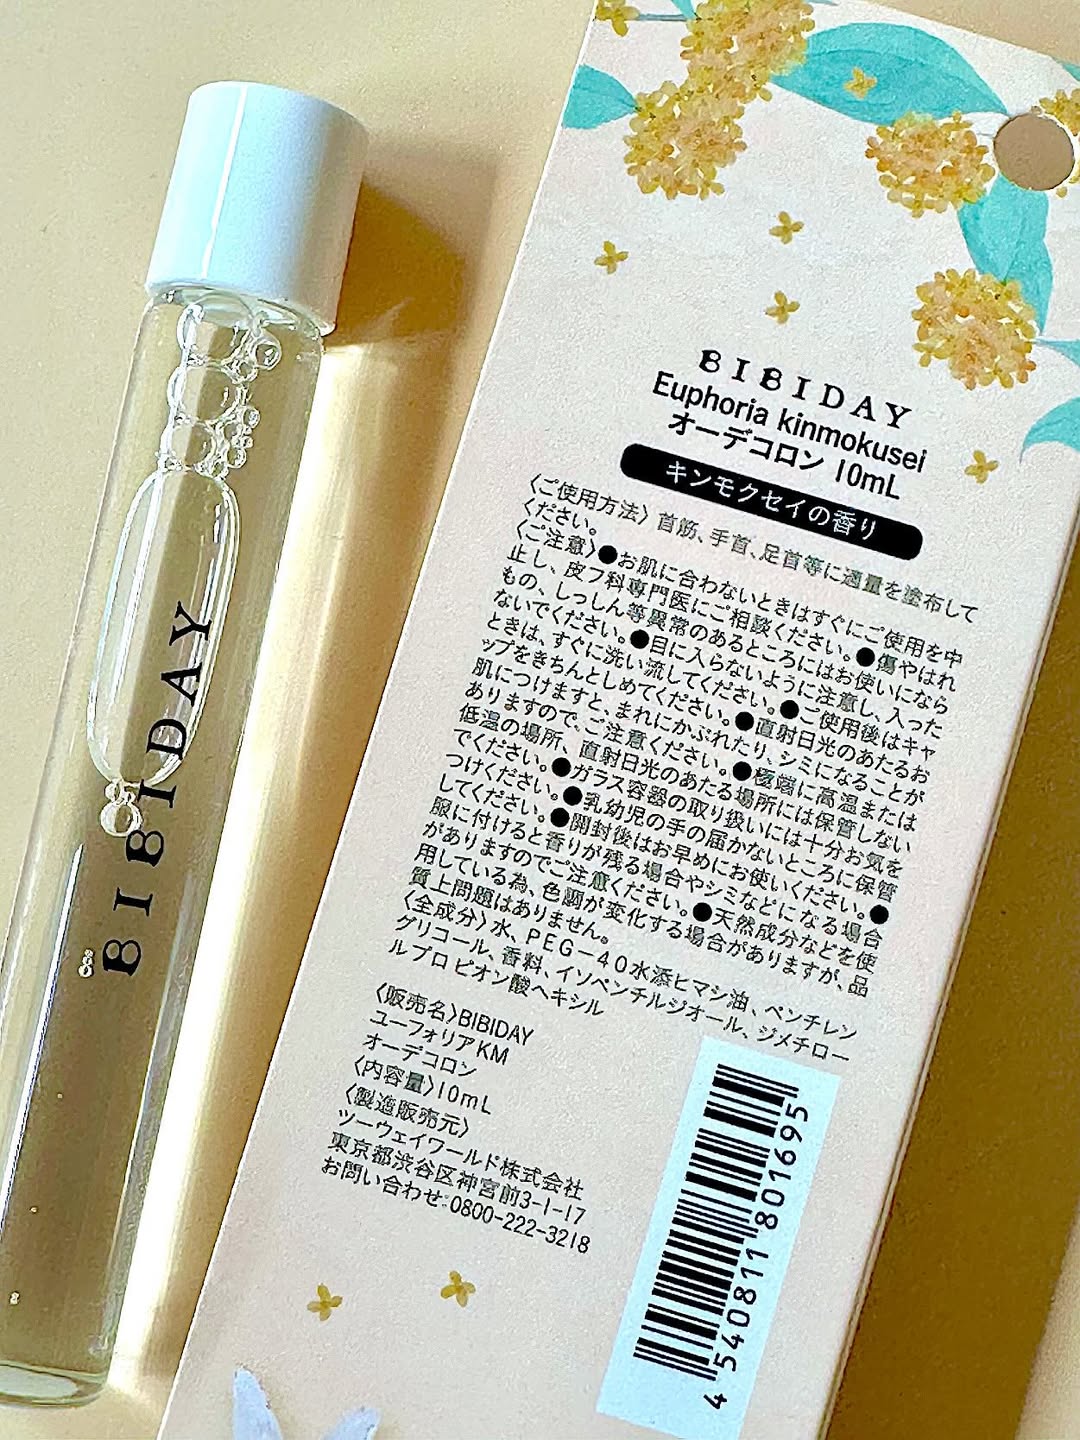 BIBIDAY
BIBIDAY
Euphoria kinmokusei
オーデコロン 10mL
キンモクセイの香り
〈ご使用方法〉首筋、手首、足首等に適量を塗布して
ください。
〈ご注意〉●お肌に合わないときはすぐにご使用を中
止し、皮フ科専門医にご相談ください。●傷やはれ
もの、しっしん等異常のあるところにはお使いになら
ないでください。●目に入らないように注意し、入った
ときは、すぐに洗い流してください。●ご使用後はキャ
ップをきちんとしめてください。●直射日光のあたるお
肌につけますと、まれにかぶれたり、シミになることが
ありますので、ご注意ください。●極端に高温または
低温の場所、直射日光のあたる場所には保管しない
でください。●ガラス容器の取り扱いには十分お気を
つけください。●乳幼児の手の届かないところに保管
してください。●開封後はお早めにお使いください。●
服に付けると香りが残る場合やシミなどになる場合
がありますのでご注意ください。●天然成分などを使
用している為、色調が変化する場合がありますが、品
質上問題はありません。
〈全成分〉水、PEG－４０水添ヒマシ油、ペンチレン
グリコール、香料、イソペンチルジオール、ジメチロー
ルプロピオン酸ヘキシル
〈販売名〉BIBIDAY
ユーフォリアKM
オーデコロン
〈内容量〉10mL
〈製造販売元〉
ツーウェイワールド株式会社
東京都渋谷区神宮前3-1-17
お問い合わせ:0800-222-3218
4 540811 801695